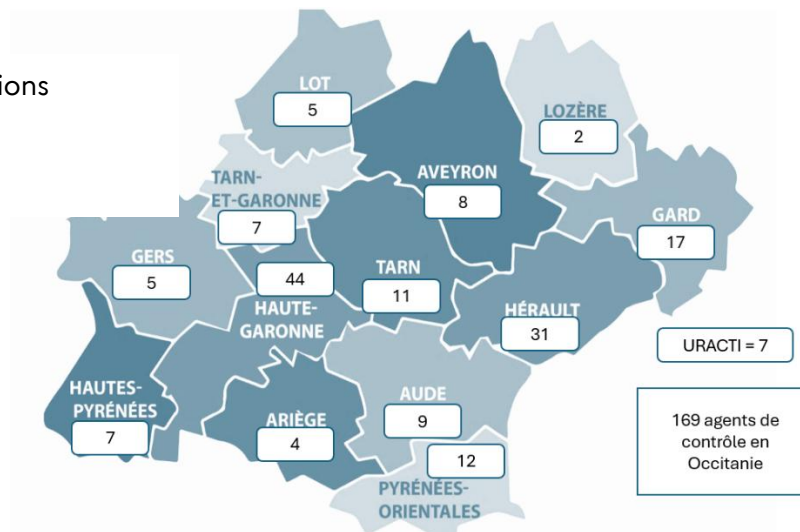 ions
LOT
5
LOZÈRE
2
AVEYRON
8
TARN-
ET-GARONNE
7
GARD
17
GERS
5
44
HAUTE-
GARONNE
TARN
11
HÉRAULT
31
URACTI = 7
HAUTES-
PYRÉNÉES
7
ARIÈGE
4
AUDE
9
12
PYRÉNÉES-
ORIENTALES
169 agents de
contrôle en
Occitanie